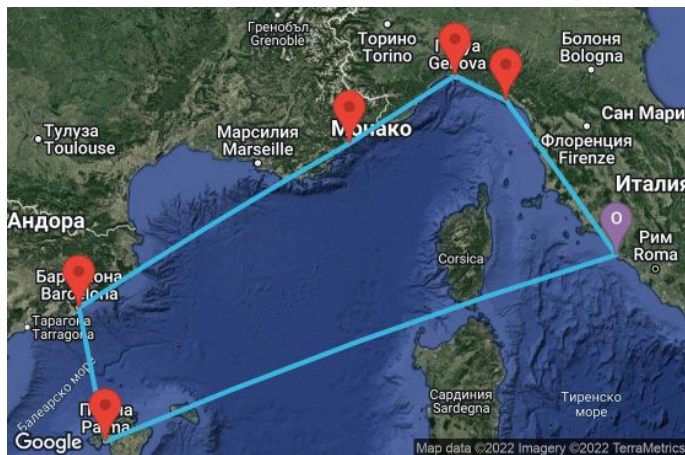 Гренобъл
Grenoble
Торино
Torino
Genova
Болоня
Bologna
Тулуза
Toulouse
Марсилия
Marseille
Монако
Сан Мари
Флоренция
Firenze
Италия
Андора
O
Рим
Roma
Corsica
Барселона
Barcelona
Тарагона
Tarragona
Балеарско море
Palma
Сардиния
Sardegna
Тиренско
море
Google
Map data ©2022 Imagery ©2022 TerraMetrics